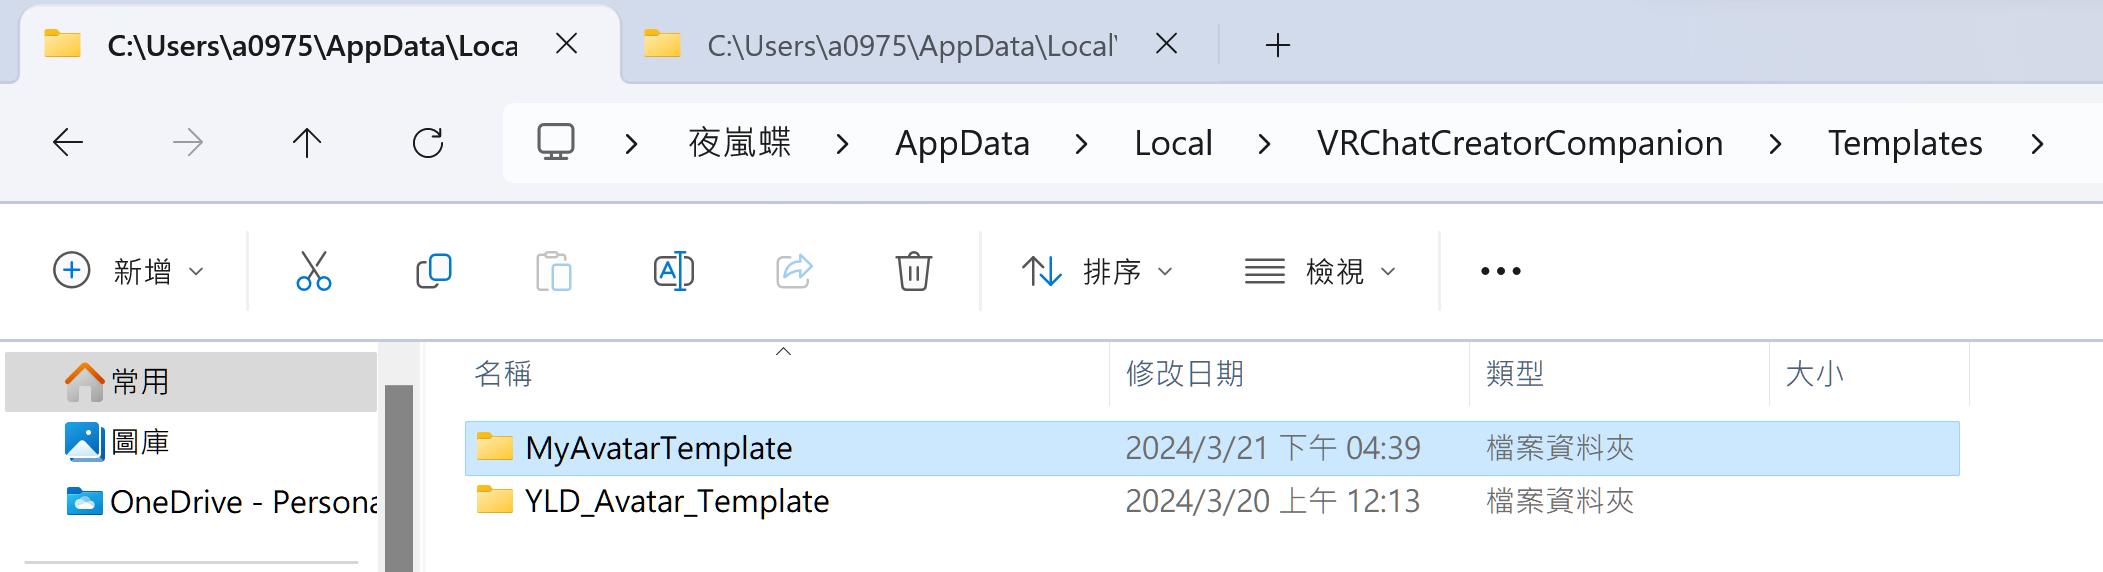 C:\Users\a0975\AppData\Loca
C:\Users\a0975\AppData\Local\
夜嵐蝶 AppData Local VRChatCreatorCompanion Templates
新增 排序 檢視
常用
圖庫
OneDrive - Persona
名稱 修改日期 類型 大小
MyAvatarTemplate 2024/3/21 下午 04:39 檔案資料夾
YLD_Avatar_Template 2024/3/20 上午 12:13 檔案資料夾